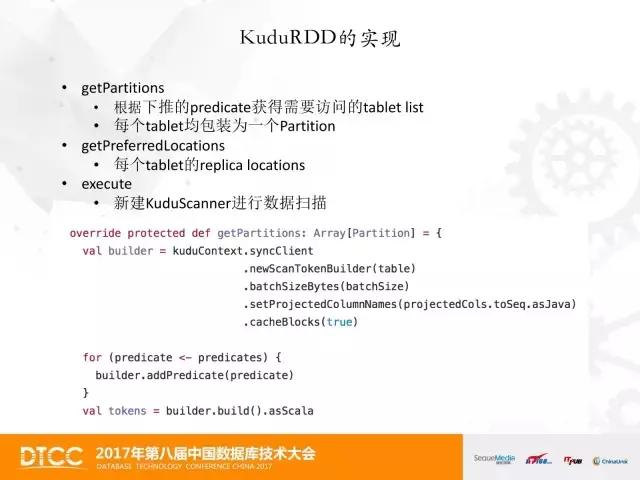 KuduRDD的实现
• getPartitions
• 根据下推的predicate获得需要访问的tablet list
• 每个tablet均包装为一个Partition
• getPreferredLocations
• 每个tablet的replica locations
• execute
• 新建KuduScanner进行数据扫描
override protected def getPartitions: Array[Partition] = {
val builder = kuduContext.syncClient
.newScanTokenBuilder(table)
.batchSizeBytes(batchSize)
.setProjectedColumnNames(projectedCols.toSeq.asJava)
.cacheBlocks(true)
for (predicate <- predicates) {
builder.addPredicate(predicate)
}
val tokens = builder.build().asScala
DTCC 2017年第八届中国数据库技术大会
DATABASE TECHNOLOGY CONFERENCE CHINA 2017
SequeMedia
ITPUB
ChinaUnix